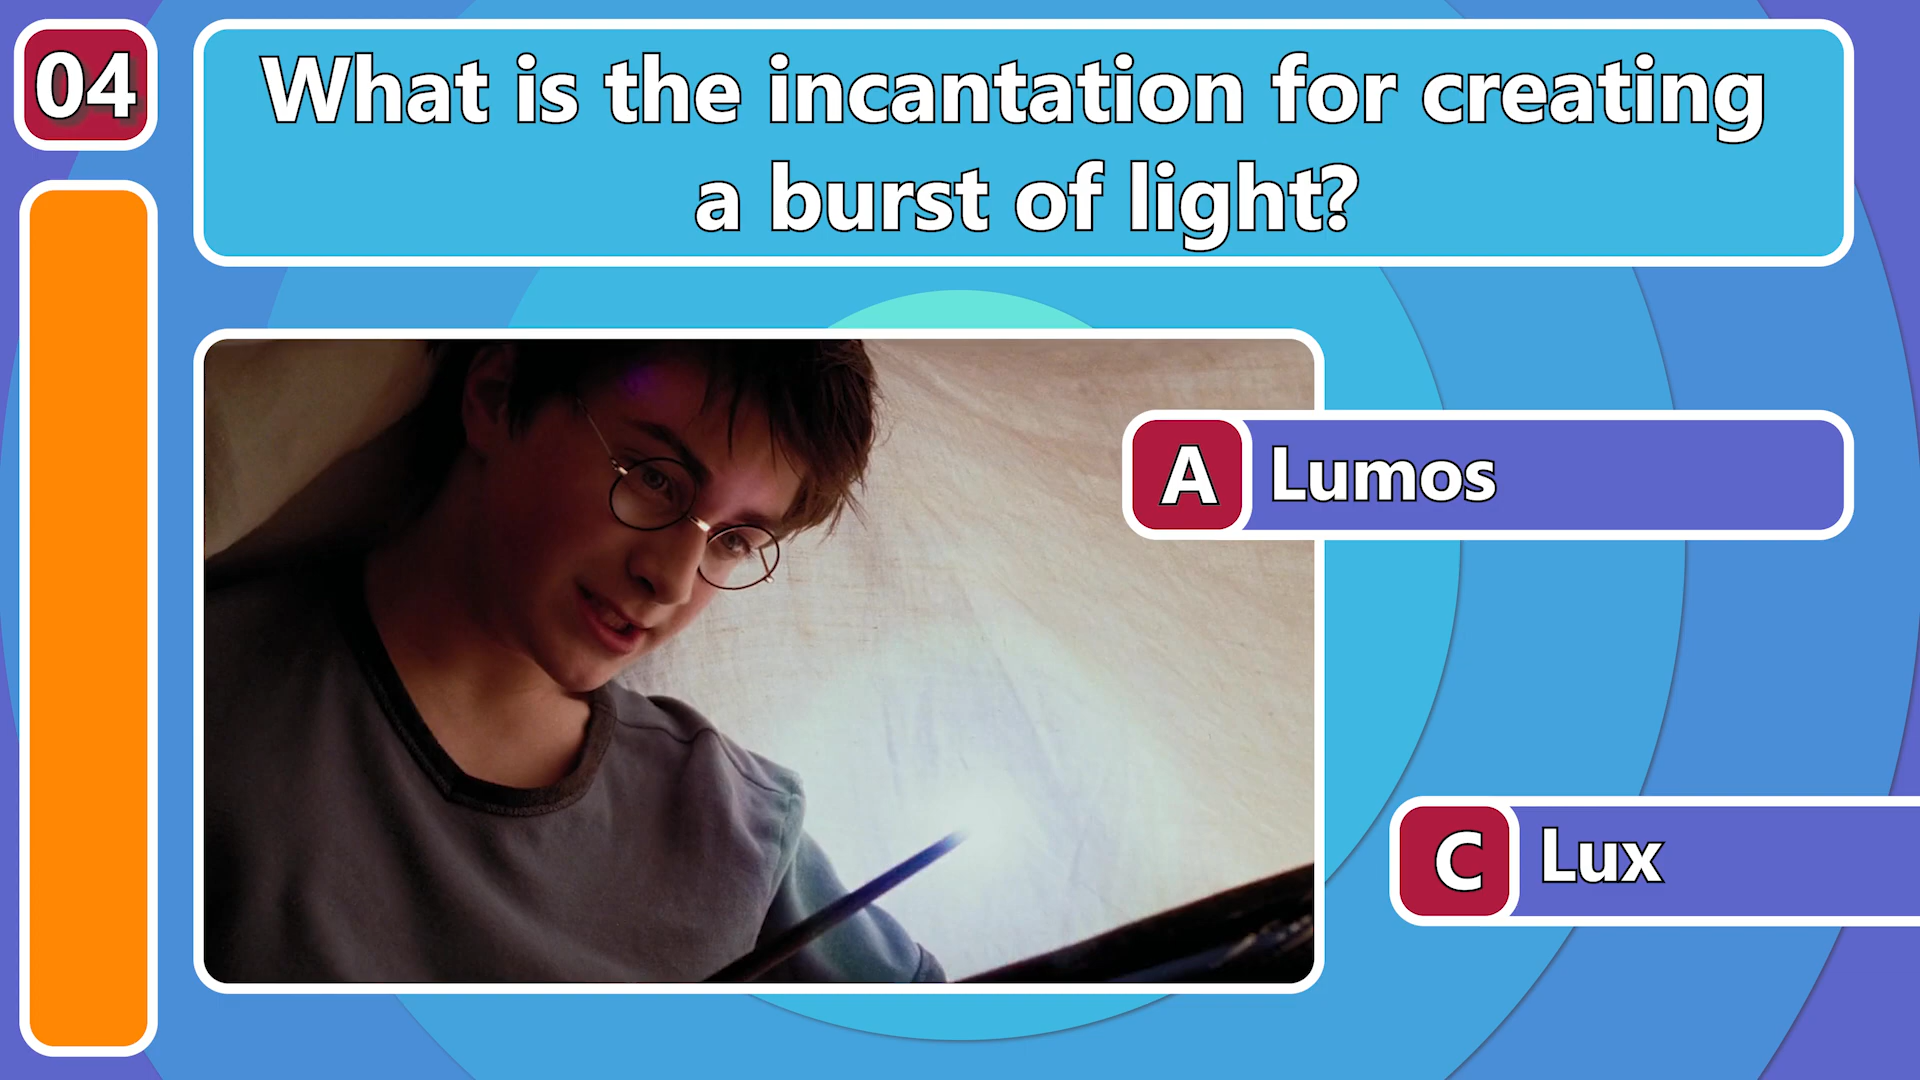 04
What is the incantation for creating
a burst of light?
A Lumos
C Lux